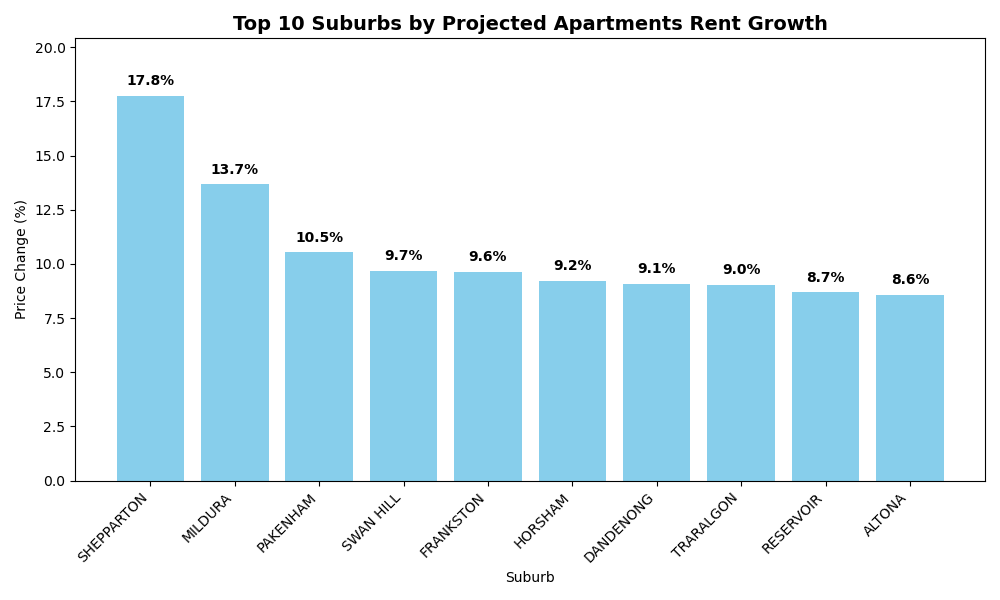 Top 10 Suburbs by Projected Apartments Rent Growth
20.0
17.5
15.0
12.5
10.0
7.5
5.0
2.5
0.0
Price Change (%)
17.8%
13.7%
10.5%
9.7%
9.6%
9.2%
9.1%
9.0%
8.7%
8.6%
SHEPPARTON
MILDURA
PAKENHAM
SWAN HILL
FRANKSTON
HORSHAM
DANDENONG
TRARALGON
RESERVOIR
ALTONA
Suburb